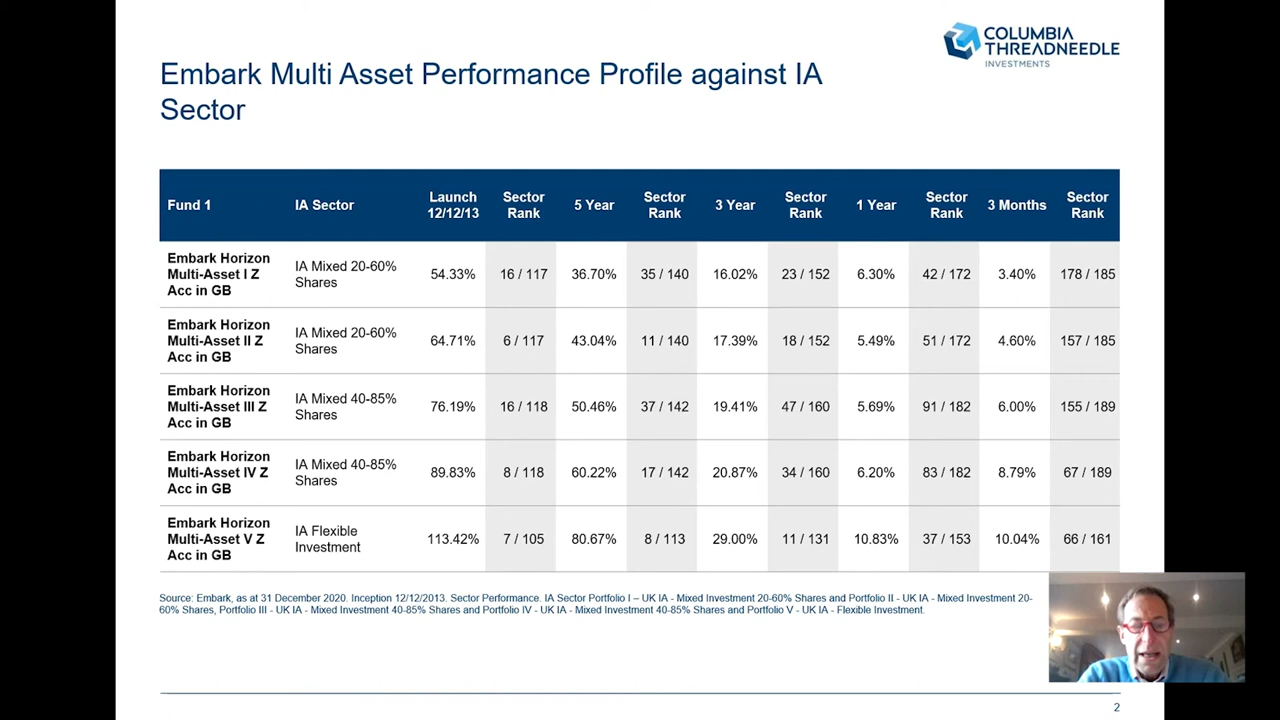 COLUMBIA
THREADNEEDLE
INVESTMENTS
Embark Multi Asset Performance Profile against IA
Sector
Fund 1 IA Sector Launch 12/12/13 Sector Rank 5 Year Sector Rank 3 Year Sector Rank 1 Year Sector Rank 3 Months Sector Rank
Embark Horizon Multi-Asset I Z Acc in GB IA Mixed 20-60% Shares 54.33% 16 / 117 36.70% 35 / 140 16.02% 23 / 152 6.30% 42 / 172 3.40% 178 / 185
Embark Horizon Multi-Asset II Z Acc in GB IA Mixed 20-60% Shares 64.71% 6 / 117 43.04% 11 / 140 17.39% 18 / 152 5.49% 51 / 172 4.60% 157 / 185
Embark Horizon Multi-Asset III Z Acc in GB IA Mixed 40-85% Shares 76.19% 16 / 118 50.46% 37 / 142 19.41% 47 / 160 5.69% 91 / 182 6.00% 155 / 189
Embark Horizon Multi-Asset IV Z Acc in GB IA Mixed 40-85% Shares 89.83% 8 / 118 60.22% 17 / 142 20.87% 34 / 160 6.20% 83 / 182 8.79% 67 / 189
Embark Horizon Multi-Asset V Z Acc in GB IA Flexible Investment 113.42% 7 / 105 80.67% 8 / 113 29.00% 11 / 131 10.83% 37 / 153 10.04% 66 / 161
Source: Embark, as at 31 December 2020. Inception 12/12/2013. Sector Performance. IA Sector Portfolio I – UK IA - Mixed Investment 20-60% Shares and Portfolio II - UK IA - Mixed Investment 20-
60% Shares, Portfolio III - UK IA - Mixed Investment 40-85% Shares and Portfolio IV - UK IA - Mixed Investment 40-85% Shares and Portfolio V - UK IA - Flexible Investment.
2